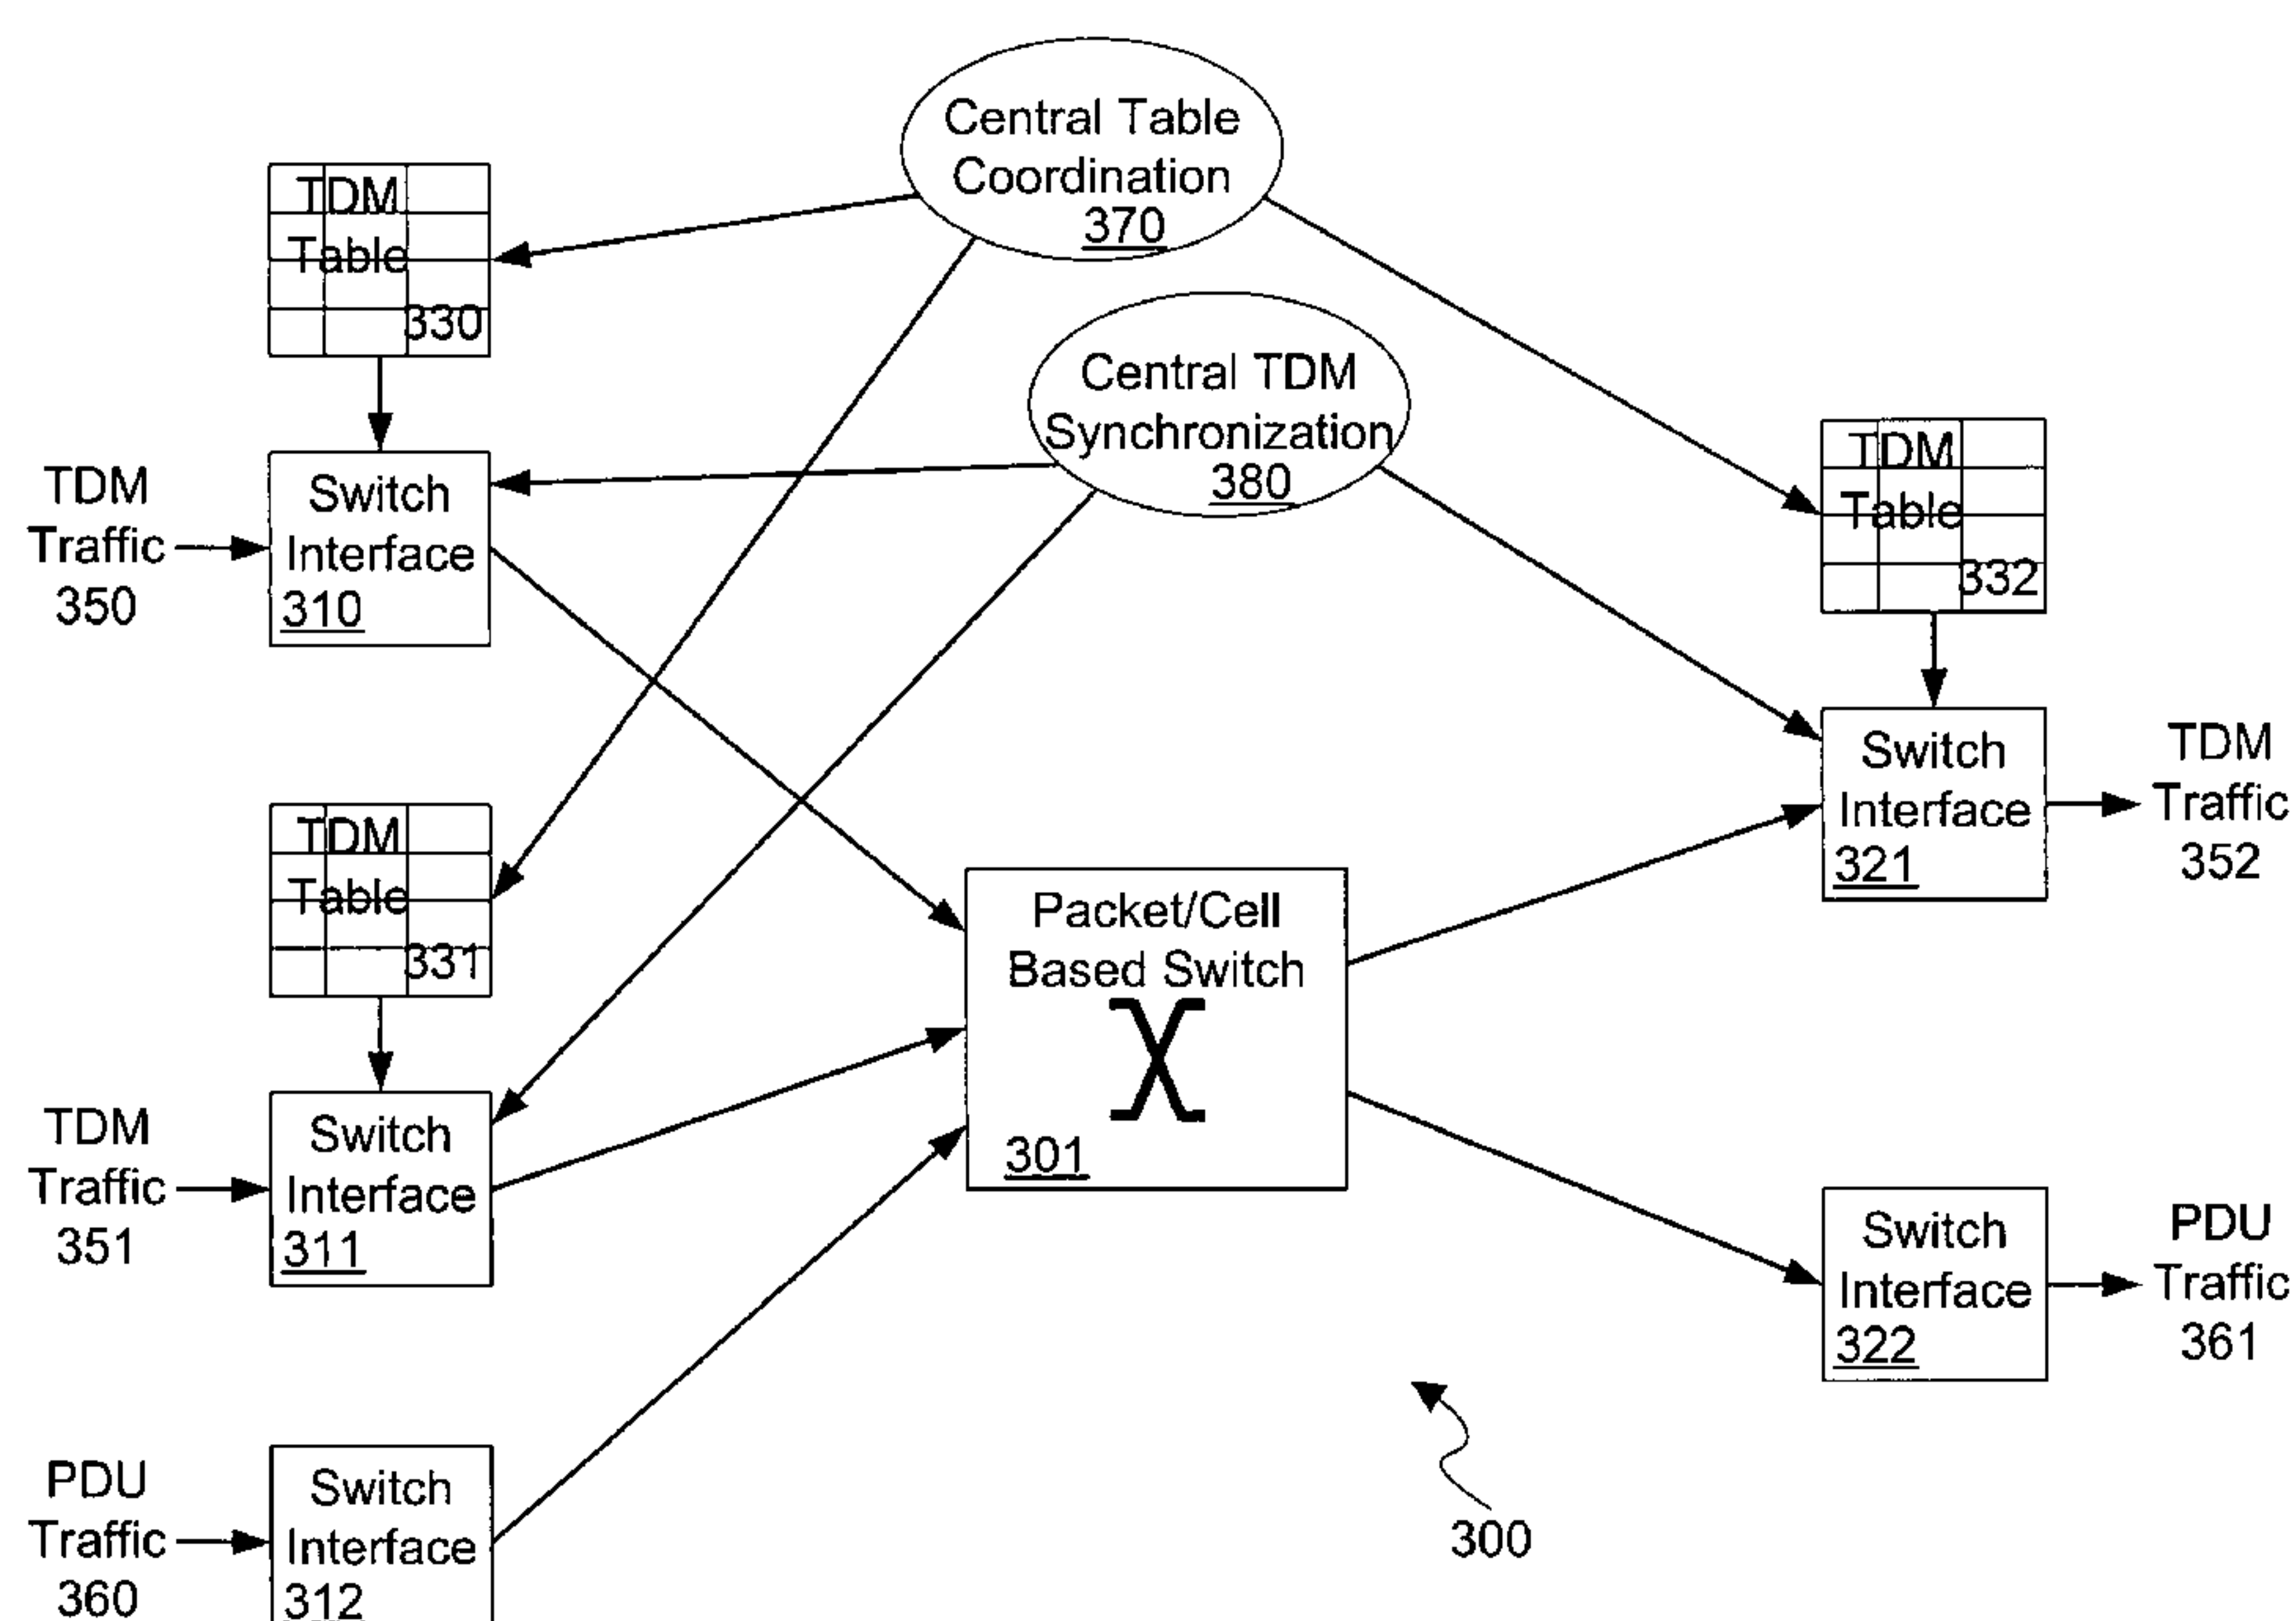 Central Table
Coordination
370
TDM
Table
330
Central TDM
Synchronization
380
TDM
Traffic
350
Switch
Interface
310
TDM
Table
332
Switch
Interface
321
TDM
Traffic
352
TDM
Table
331
Packet/Cell
Based Switch
301
TDM
Traffic
351
Switch
Interface
311
Switch
Interface
322
PDU
Traffic
361
PDU
Traffic
360
Switch
Interface
312
300